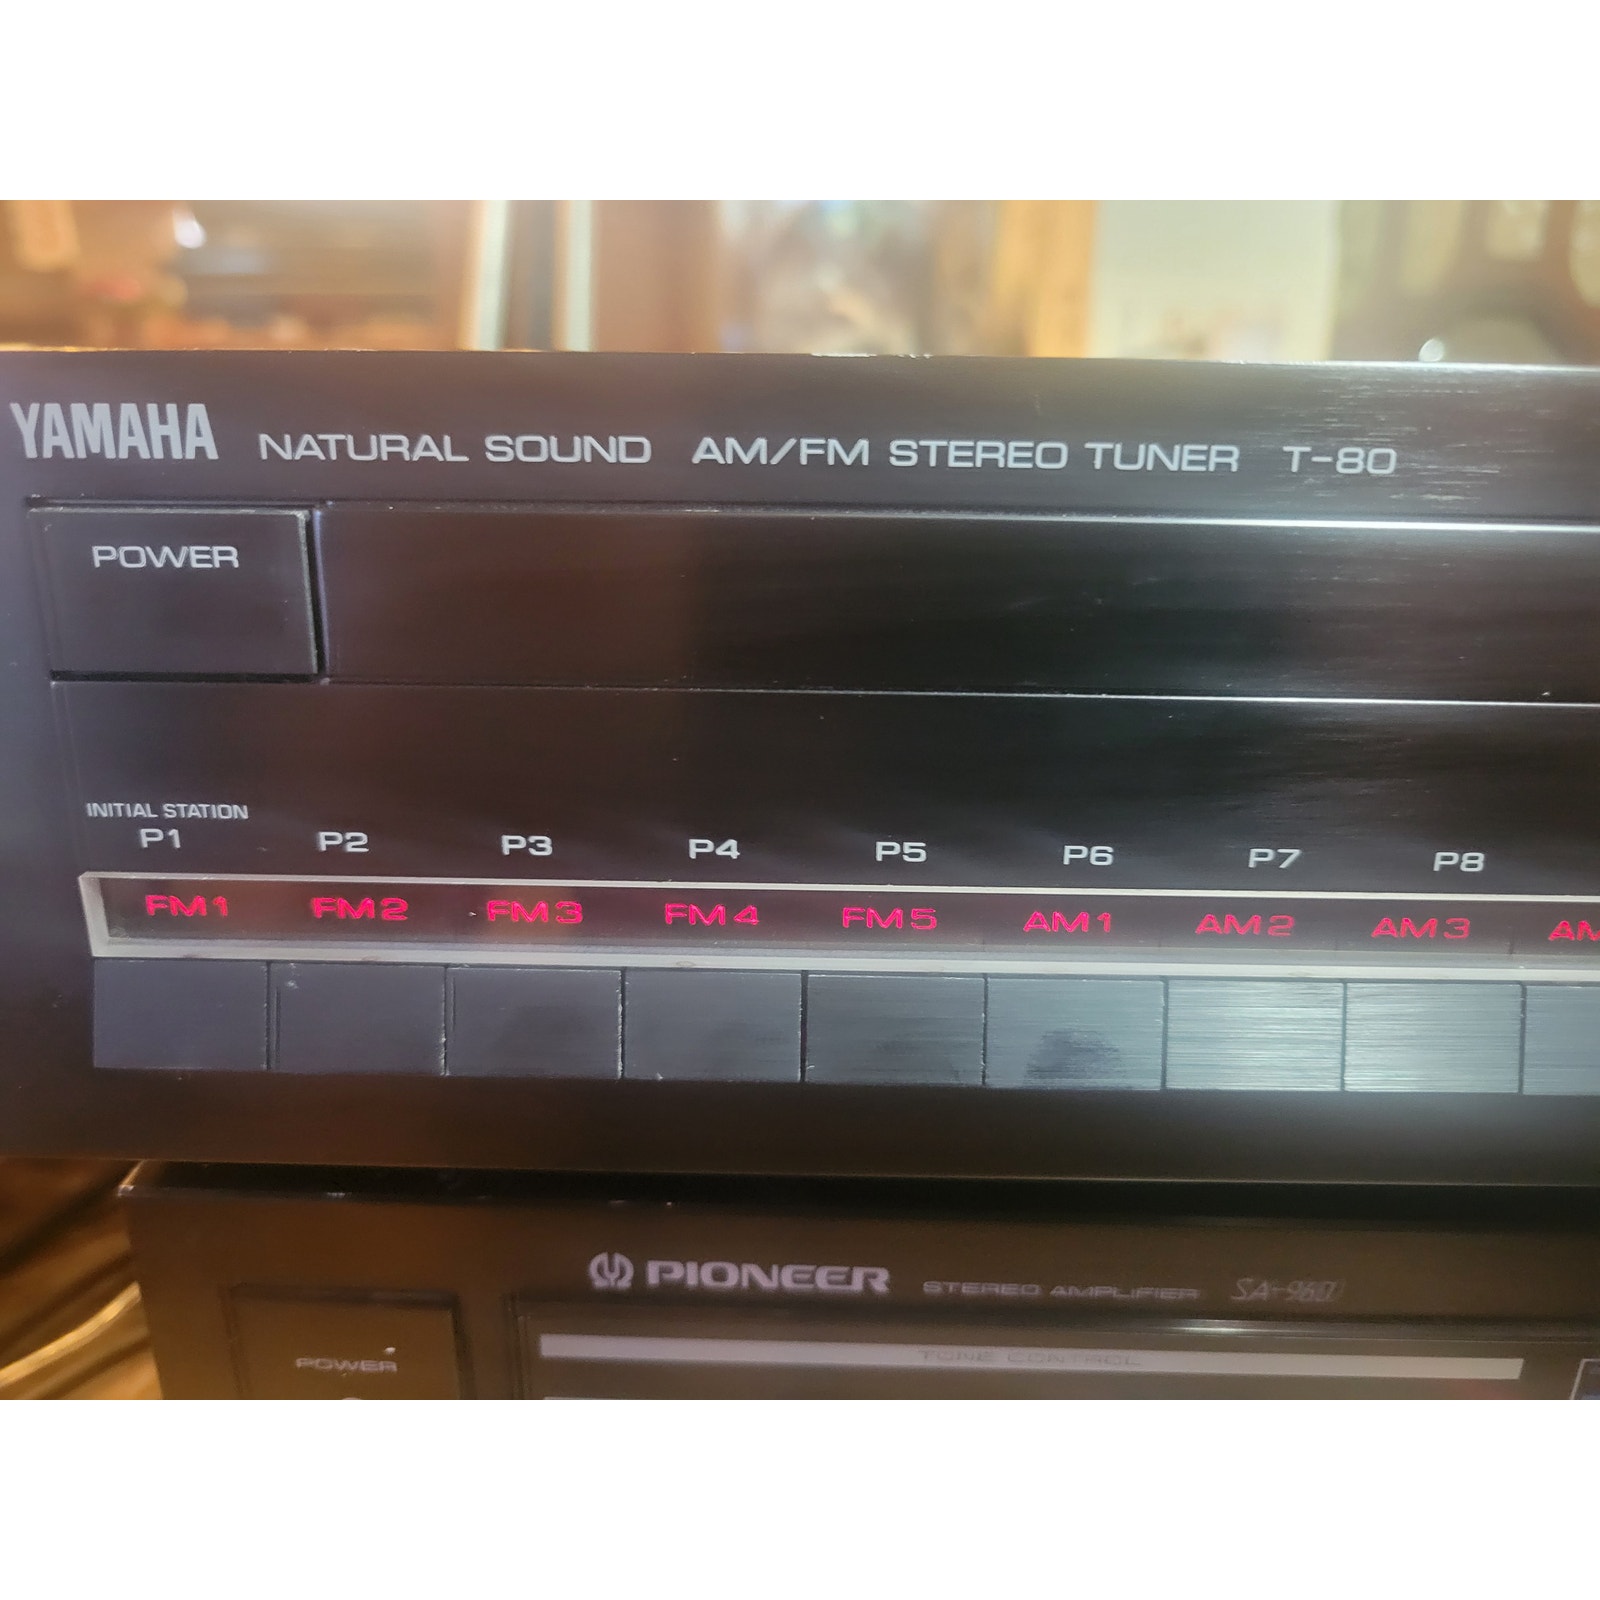 YAMAHA NATURAL SOUND AM/FM STEREO TUNER T-80
POWER
INITIAL STATION
P1 P2 P3 P4 P5 P6 P7 P8
FM1 FM2 FM3 FM4 FM5 AM1 AM2 AM3 AM
PIONEER STEREO AMPLIFIER SA-960
POWER
TONE CONTROL